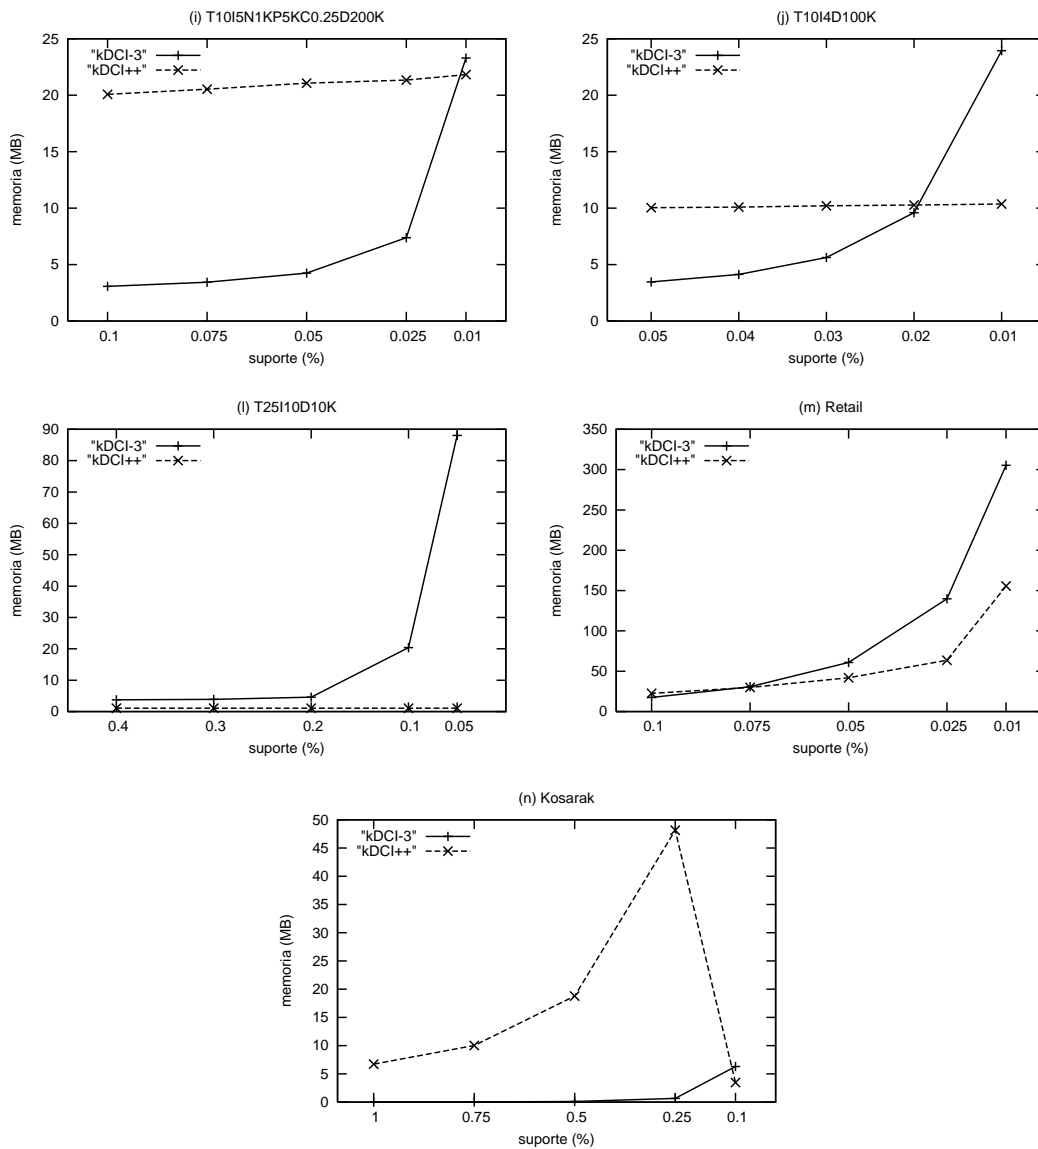 (i) T10I5N1KP5KC0.25D200K
25
20
15
10
5
0
memoria (MB)
"kDCI-3"
"kDCI++"
0.1 0.075 0.05 0.025 0.01
suporte (%)
(j) T10I4D100K
25
20
15
10
5
0
memoria (MB)
"kDCI-3"
"kDCI++"
0.05 0.04 0.03 0.02 0.01
suporte (%)
(l) T25I10D10K
90
80
70
60
50
40
30
20
10
0
memoria (MB)
"kDCI-3"
"kDCI++"
0.4 0.3 0.2 0.1 0.05
suporte (%)
(m) Retail
350
300
250
200
150
100
50
0
memoria (MB)
"kDCI-3"
"kDCI++"
0.1 0.075 0.05 0.025 0.01
suporte (%)
(n) Kosarak
50
45
40
35
30
25
20
15
10
5
0
memoria (MB)
"kDCI-3"
"kDCI++"
1 0.75 0.5 0.25 0.1
suporte (%)